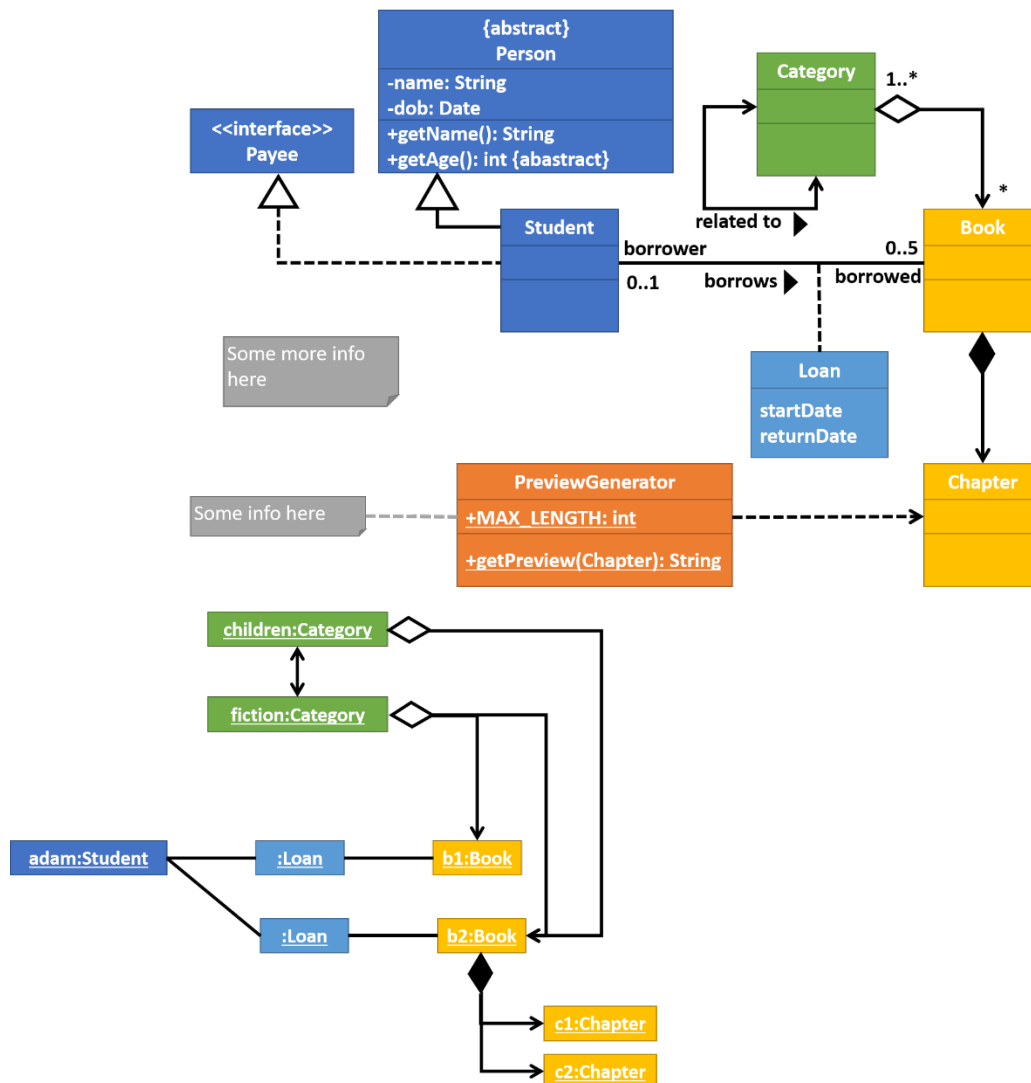 {abstract}
Person
-name: String
-dob: Date
+getName(): String
+getAge(): int {abastract}
<<interface>>
Payee
Category
1..*
*
related to
Student
borrower
0..1
borrows
0..5
borrowed
Book
Some more info
here
Loan
startDate
returnDate
Some info here
PreviewGenerator
+MAX_LENGTH: int
+getPreview(Chapter): String
Chapter
children:Category
fiction:Category
adam:Student
:Loan
b1:Book
:Loan
b2:Book
c1:Chapter
c2:Chapter